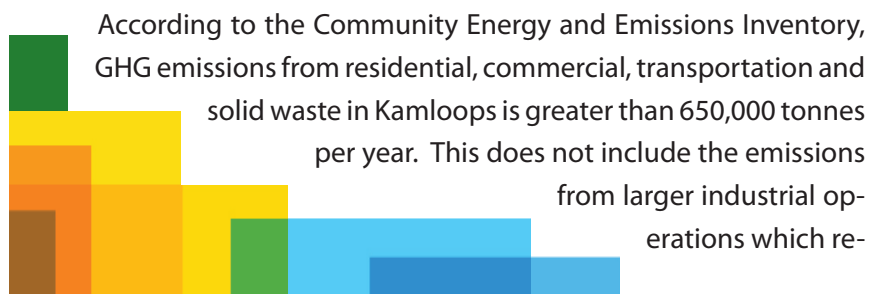 According to the Community Energy and Emissions Inventory,
GHG emissions from residential, commercial, transportation and
solid waste in Kamloops is greater than 650,000 tonnes
per year.  This does not include the emissions
from larger industrial op-
erations which re-